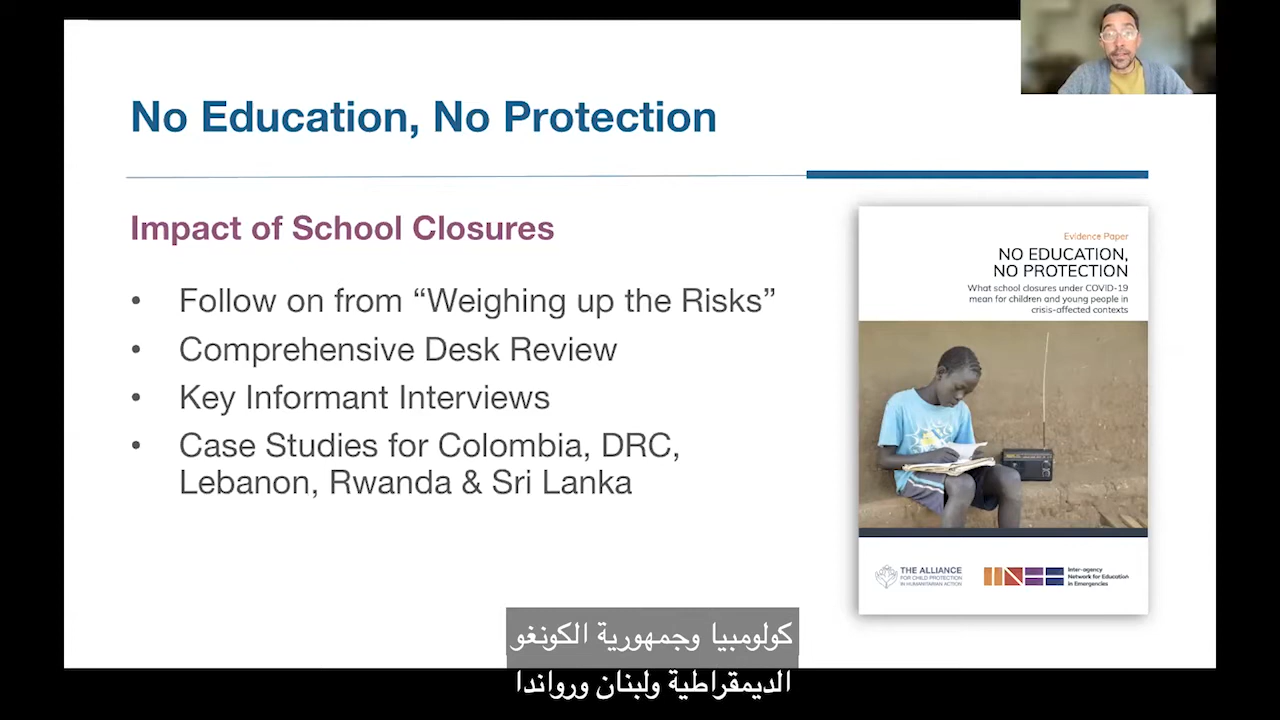 No Education, No Protection
Impact of School Closures
• Follow on from “Weighing up the Risks”
• Comprehensive Desk Review
• Key Informant Interviews
• Case Studies for Colombia, DRC,
Lebanon, Rwanda & Sri Lanka
Evidence Paper
NO EDUCATION,
NO PROTECTION
What school closures under COVID-19
mean for children and young people in
crisis-affected contexts
THE ALLIANCE
FOR CHILD PROTECTION
IN HUMANITARIAN ACTION
INEE
Inter-agency
Network for Education
in Emergencies
كولومبيا وجمهورية الكونغو
الديمقراطية ولبنان ورواندا